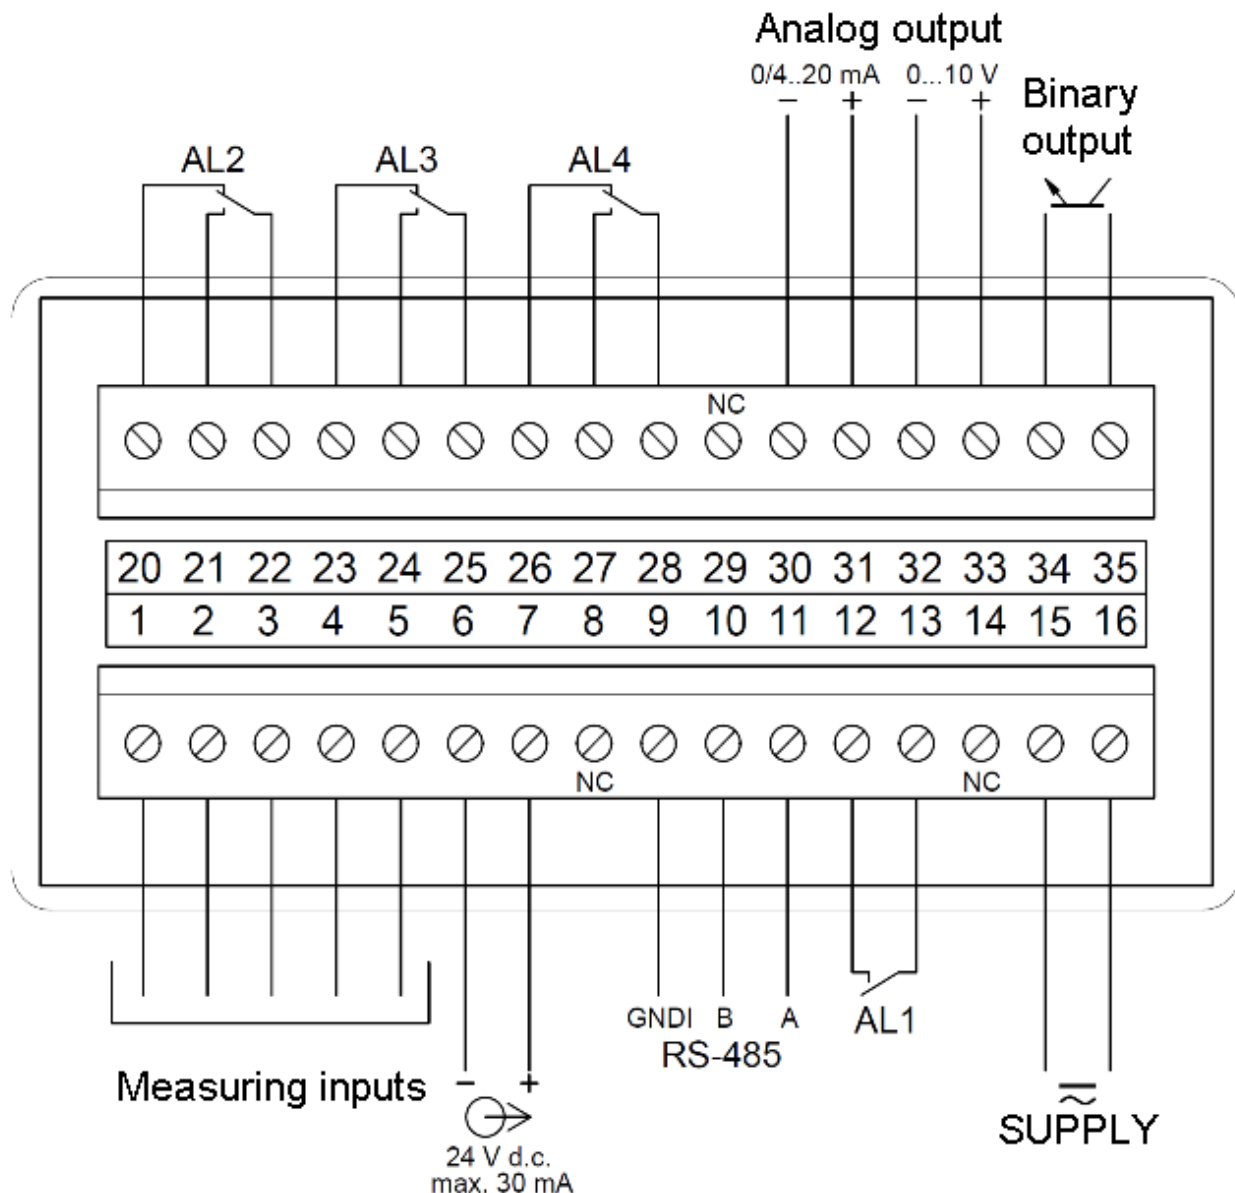 Analog output
0/4..20 mA 0...10 V
− + − +
Binary
output
AL2 AL3 AL4
NC
20 21 22 23 24 25 26 27 28 29 30 31 32 33 34 35
1 2 3 4 5 6 7 8 9 10 11 12 13 14 15 16
NC NC
GNDI B A
RS-485
AL1
Measuring inputs
− +
24 V d.c.
max. 30 mA
SUPPLY